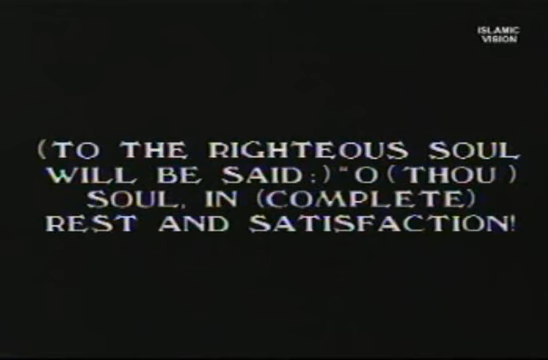 ISLAMIC
VISION
(TO THE RIGHTEOUS SOUL
WILL BE SAID:)"O (THOU)
SOUL, IN (COMPLETE)
REST AND SATISFACTION!